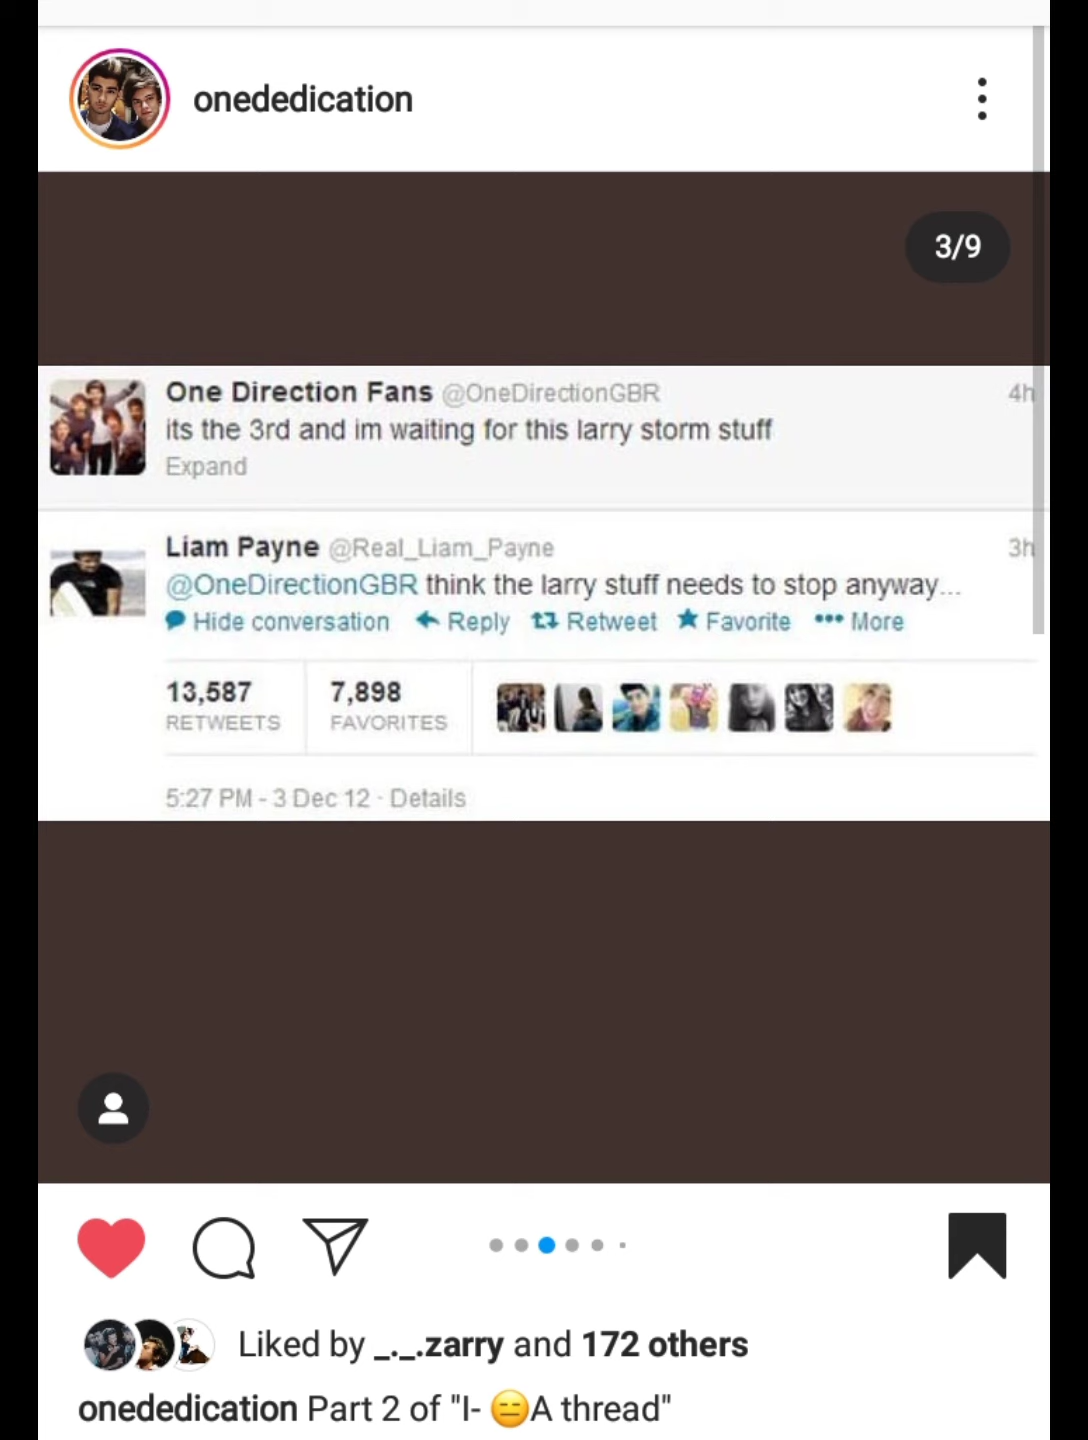 onededication
3/9
One Direction Fans @OneDirectionGBR 4h
its the 3rd and im waiting for this larry storm stuff
Expand
Liam Payne @Real_Liam_Payne 3h
@OneDirectionGBR think the larry stuff needs to stop anyway...
Hide conversation Reply Retweet Favorite More
13,587 7,898
RETWEETS FAVORITES
5:27 PM - 3 Dec 12 · Details
Liked by _._.zarry and 172 others
onededication Part 2 of "I- 😑A thread"